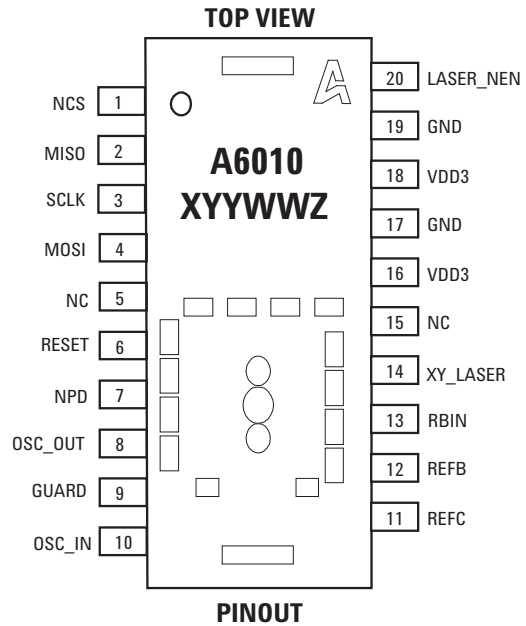 TOP VIEW
A6010
XYYWWZ
NCS 1
MISO 2
SCLK 3
MOSI 4
NC 5
RESET 6
NPD 7
OSC_OUT 8
GUARD 9
OSC_IN 10
20 LASER_NEN
19 GND
18 VDD3
17 GND
16 VDD3
15 NC
14 XY_LASER
13 RBIN
12 REFB
11 REFC
PINOUT